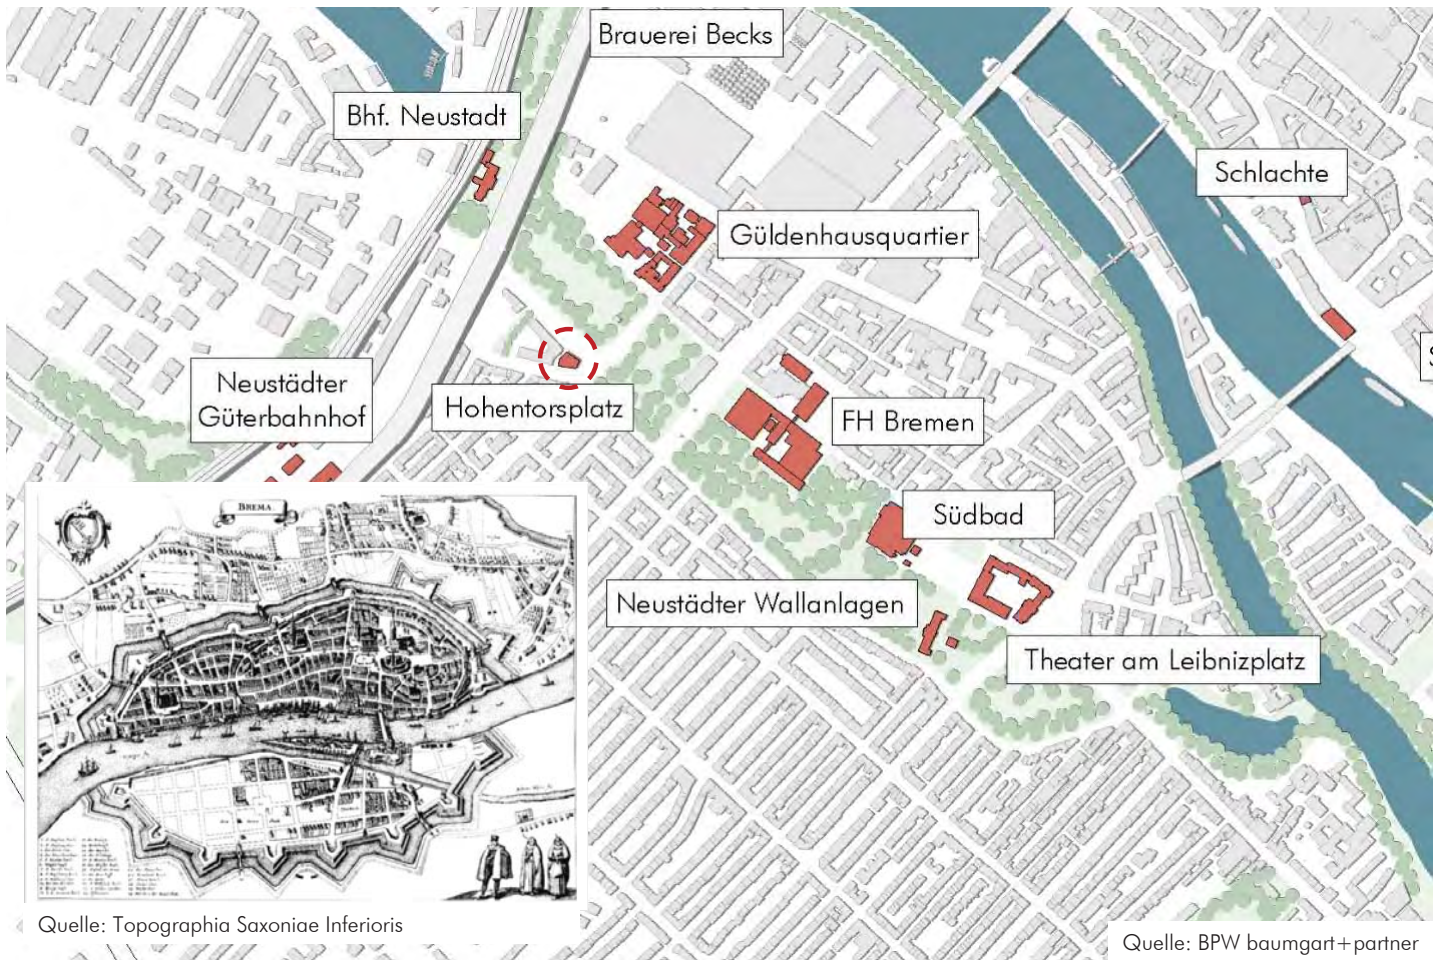 Brauerei Becks
Bhf. Neustadt
Schlachte
Güldenhausquartier
Neustädter
Güterbahnhof
Hohentorsplatz
FH Bremen
Südbad
Neustädter Wallanlagen
Theater am Leibnizplatz
S
BREMA
Quelle: Topographia Saxoniae Inferioris
Quelle: BPW baumgart+partner